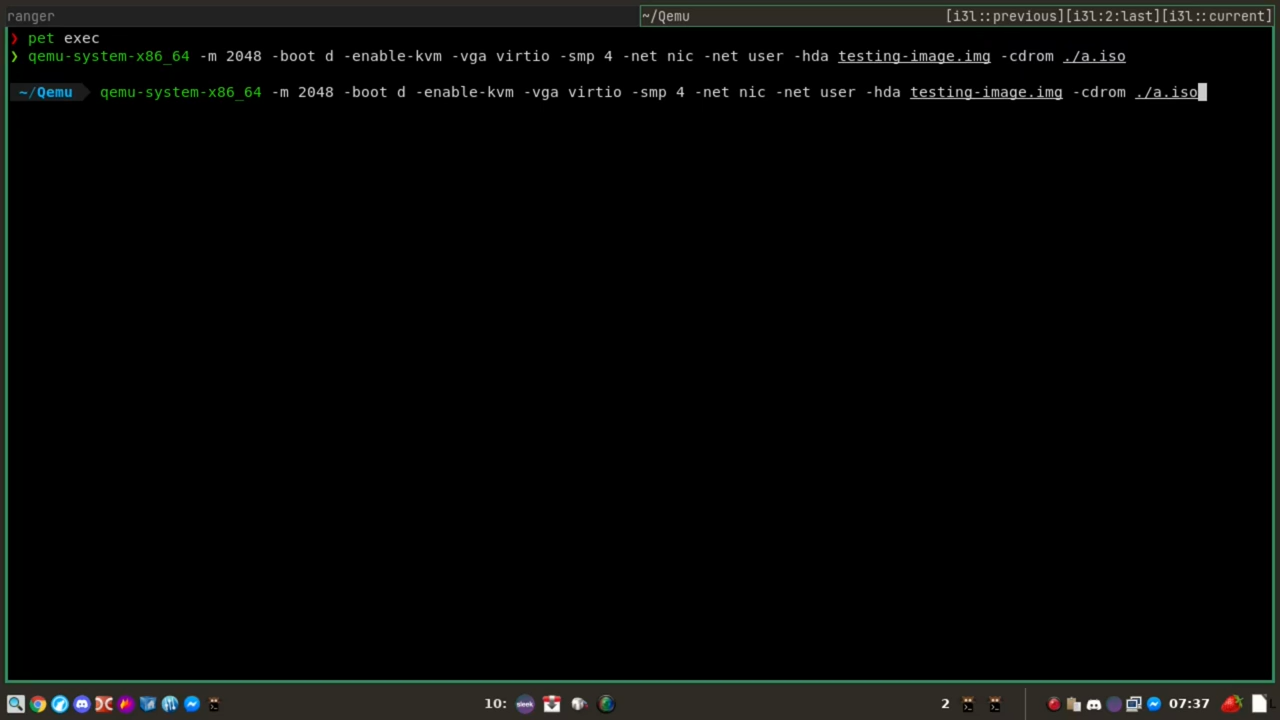 ranger
~/Qemu [i3l::previous][i3l:2:last][i3l::current]
❯ pet exec
❯ qemu-system-x86_64 -m 2048 -boot d -enable-kvm -vga virtio -smp 4 -net nic -net user -hda testing-image.img -cdrom ./a.iso
~/Qemu qemu-system-x86_64 -m 2048 -boot d -enable-kvm -vga virtio -smp 4 -net nic -net user -hda testing-image.img -cdrom ./a.iso
10: sleek 2 07:37